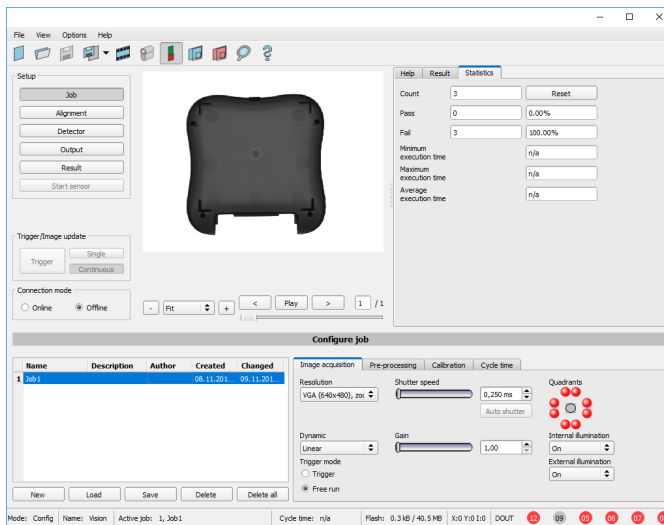 File View Options Help
Setup
Job
Alignment
Detector
Output
Result
Start sensor
Trigger/Image update
Trigger
Single
Continuous
Connection mode
Online Offline
- Fit + < Play > 1 / 1
Help Result Statistics
Count 3 Reset
Pass 0 0.00%
Fail 3 100.00%
Minimum
execution time n/a
Maximum
execution time n/a
Average
execution time n/a
Configure job
Name Description Author Created Changed
1 Job1 08.11.201... 09.11.201...
New Load Save Delete Delete all
Image acquisition Pre-processing Calibration Cycle time
Resolution Shutter speed Quadrants
VGA (640x480), zoo 0,250 ms
Auto shutter
Dynamic Gain Internal illumination
Linear 1,00 On
Trigger mode External illumination
Trigger On
Free run
Mode: Config Name: Vision Active job: 1, Job1 Cycle time: n/a Flash: 0.3 kB / 40.5 MB X:0 Y:0 I:0 DOUT 12 09 05 06 07